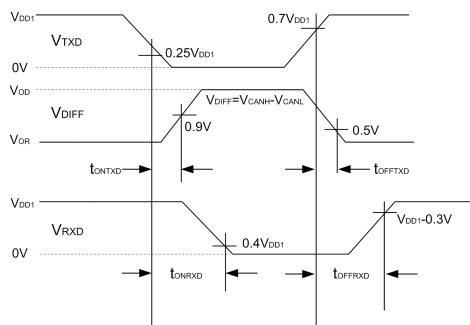 VDD1
0.7VDD1
VTXD
0.25VDD1
0V
VOD
VDIFF
VDIFF=VCANH-VCANL
0.9V
0.5V
VOR
tONTXD
tOFFTXD
VDD1
VRXD
VDD1-0.3V
0.4VDD1
0V
tONRXD
tOFFRXD